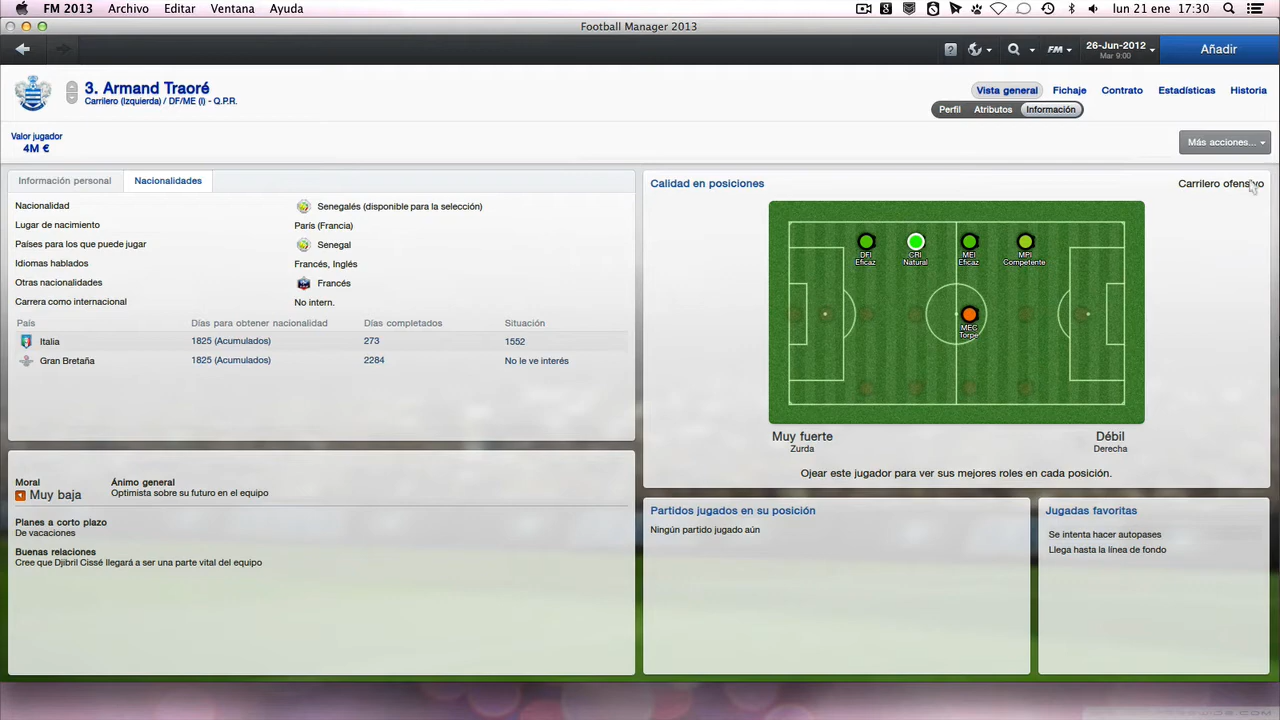 FM 2013 Archivo Editar Ventana Ayuda lun 21 ene 17:30
Football Manager 2013
FM 26-Jun-2012 Mar 9:00 Añadir
3. Armand Traoré
Carrilero (Izquierda) / DF/ME (I) - Q.P.R.
Vista general Fichaje Contrato Estadísticas Historia
Perfil Atributos Información
Valor jugador
4M €
Más acciones...
Información personal Nacionalidades
Nacionalidad Senegalés (disponible para la selección)
Lugar de nacimiento París (Francia)
Países para los que puede jugar Senegal
Idiomas hablados Francés, Inglés
Otras nacionalidades Francés
Carrera como internacional No intern.
País Días para obtener nacionalidad Días completados Situación
Italia 1825 (Acumulados) 273 1552
Gran Bretaña 1825 (Acumulados) 2284 No le ve interés
Calidad en posiciones Carrilero ofensivo
DFI CRI MEI MPI
Eficaz Natural Eficaz Competente
MEC
Torpe
Muy fuerte Débil
Zurda Derecha
Ojear este jugador para ver sus mejores roles en cada posición.
Moral Ánimo general
Muy baja Optimista sobre su futuro en el equipo
Planes a corto plazo
De vacaciones
Buenas relaciones
Cree que Djibril Cissé llegará a ser una parte vital del equipo
Partidos jugados en su posición
Ningún partido jugado aún
Jugadas favoritas
Se intenta hacer autopases
Llega hasta la línea de fondo